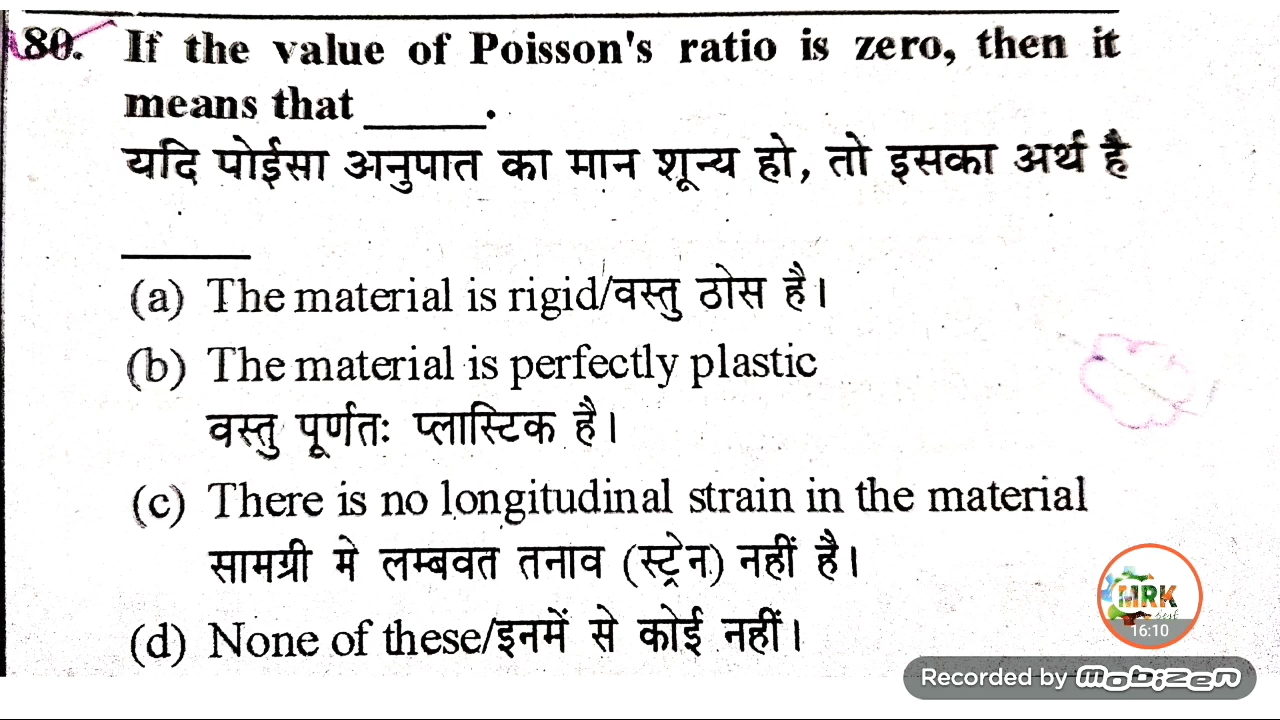 80. If the value of Poisson's ratio is zero, then it
means that ______.
यदि पोईसा अनुपात का मान शून्य हो, तो इसका अर्थ है
______
(a) The material is rigid/वस्तु ठोस है।
(b) The material is perfectly plastic
वस्तु पूर्णतः प्लास्टिक है।
(c) There is no longitudinal strain in the material
सामग्री मे लम्बवत तनाव (स्ट्रेन) नहीं है।
(d) None of these/इनमें से कोई नहीं।
MRK
16:10
Recorded by mobizen